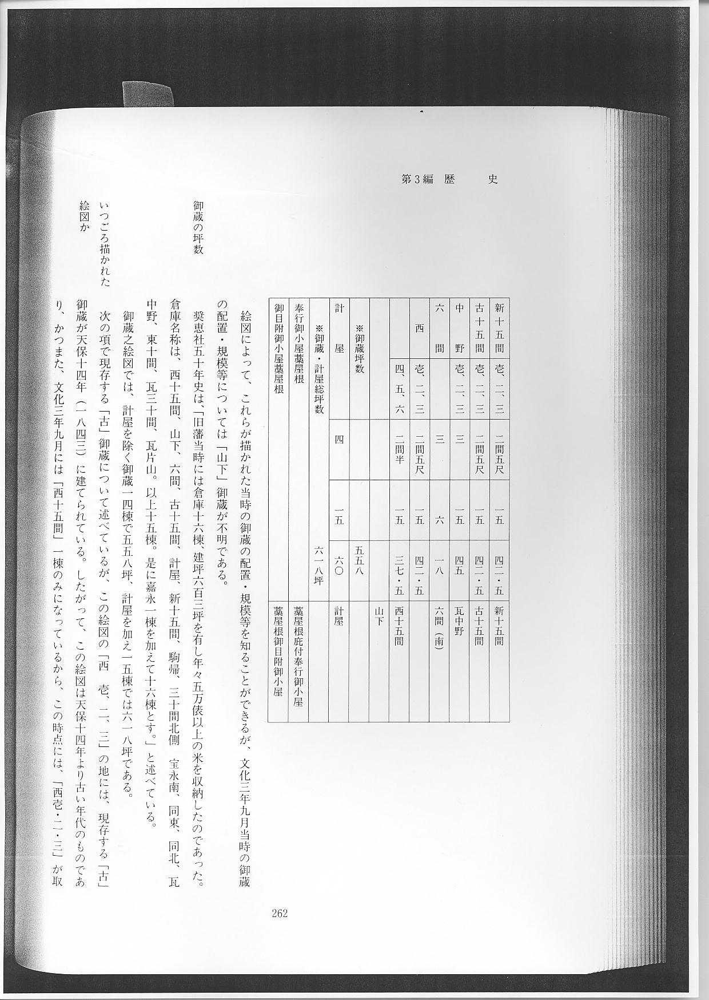 第3編　歴　史
新十五間　壱、二、三　二間五尺　一五　四二・五　新十五間
古十五間　壱、二、三　二間五尺　一五　四二・五　古十五間
中　野　壱、二、三　三　一五　四五　瓦中野
六　間　三　六　一八　六間（南）
西　壱、二、三　二間五尺　一五　四二・五
四、五、六　二間半　一五　三七・五　西十五間
山下
※御蔵坪数　五五八
計　屋　四　一五　六〇　計屋
※御蔵・計屋総坪数　六一八坪
奉行御小屋藁屋根　藁屋根庇付奉行御小屋
御目附御小屋藁屋根　藁屋根御目附御小屋
絵図によって、これらが描かれた当時の御蔵の配置・規模等を知ることができるが、文化三年九月当時の御蔵
の配置・規模等については「山下」御蔵が不明である。
御蔵の坪数
奨恵社五十年史は、「旧藩当時には倉庫十六棟、建坪六百三坪を有し年々五万俵以上の米を収納したのであった。
倉庫名称は、西十五間、山下、六間、古十五間、計屋、新十五間、駒帰、三十間北側　宝永南、同東、同北、瓦
中野、東十間、瓦三十間、瓦片山。以上十五棟。是に嘉永一棟を加えて十六棟とす。」と述べている。
御蔵之絵図では、計屋を除く御蔵一四棟で五五八坪、計屋を加え一五棟では六一八坪である。
いつごろ描かれた
絵図か
次の項で現存する「古」御蔵について述べているが、この絵図の「西　壱、二、三」の地には、現存する「古」
御蔵が天保十四年（一八四三）に建てられている。したがって、この絵図は天保十四年より古い年代のものであ
り、かつまた、文化三年九月には「西十五間」一棟のみになっているから、この時点には、「西壱・二・三」が取
262